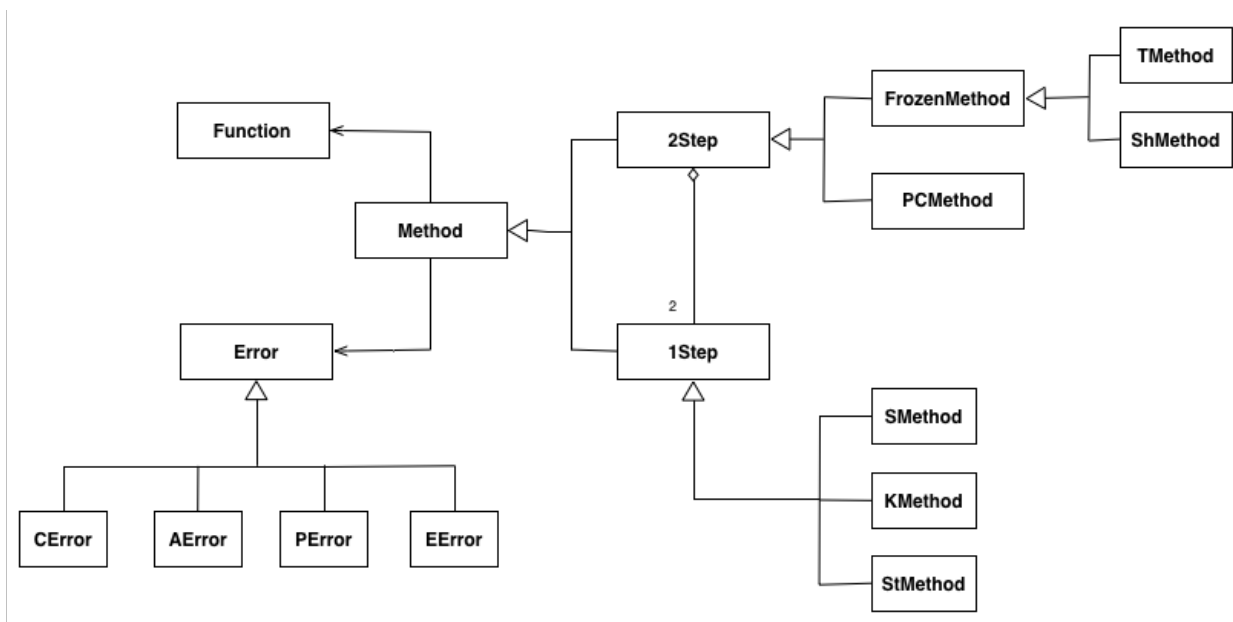 TMethod
FrozenMethod
Function
2Step
ShMethod
PCMethod
Method
2
Error
1Step
SMethod
KMethod
CError
AError
PError
EError
StMethod